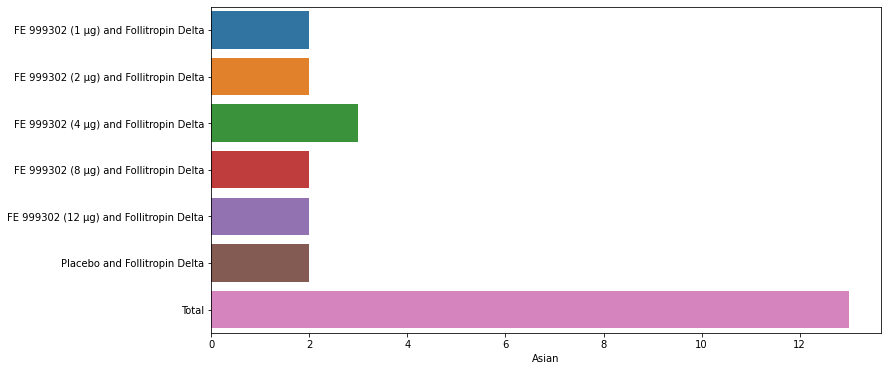 FE 999302 (1 µg) and Follitropin Delta
FE 999302 (2 µg) and Follitropin Delta
FE 999302 (4 µg) and Follitropin Delta
FE 999302 (8 µg) and Follitropin Delta
FE 999302 (12 µg) and Follitropin Delta
Placebo and Follitropin Delta
Total
0 2 4 6 8 10 12
Asian